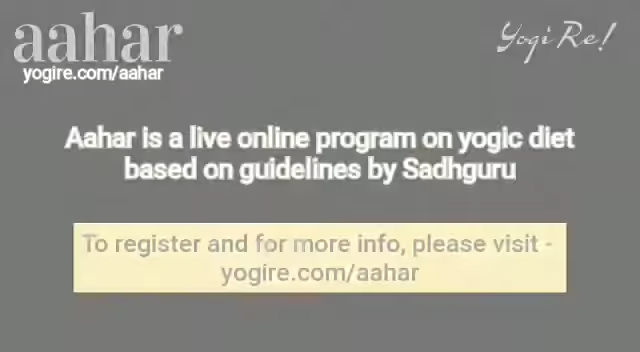 aahar
yogire.com/aahar
Yogi Re!
Aahar is a live online program on yogic diet
based on guidelines by Sadhguru
To register and for more info, please visit -
yogire.com/aahar